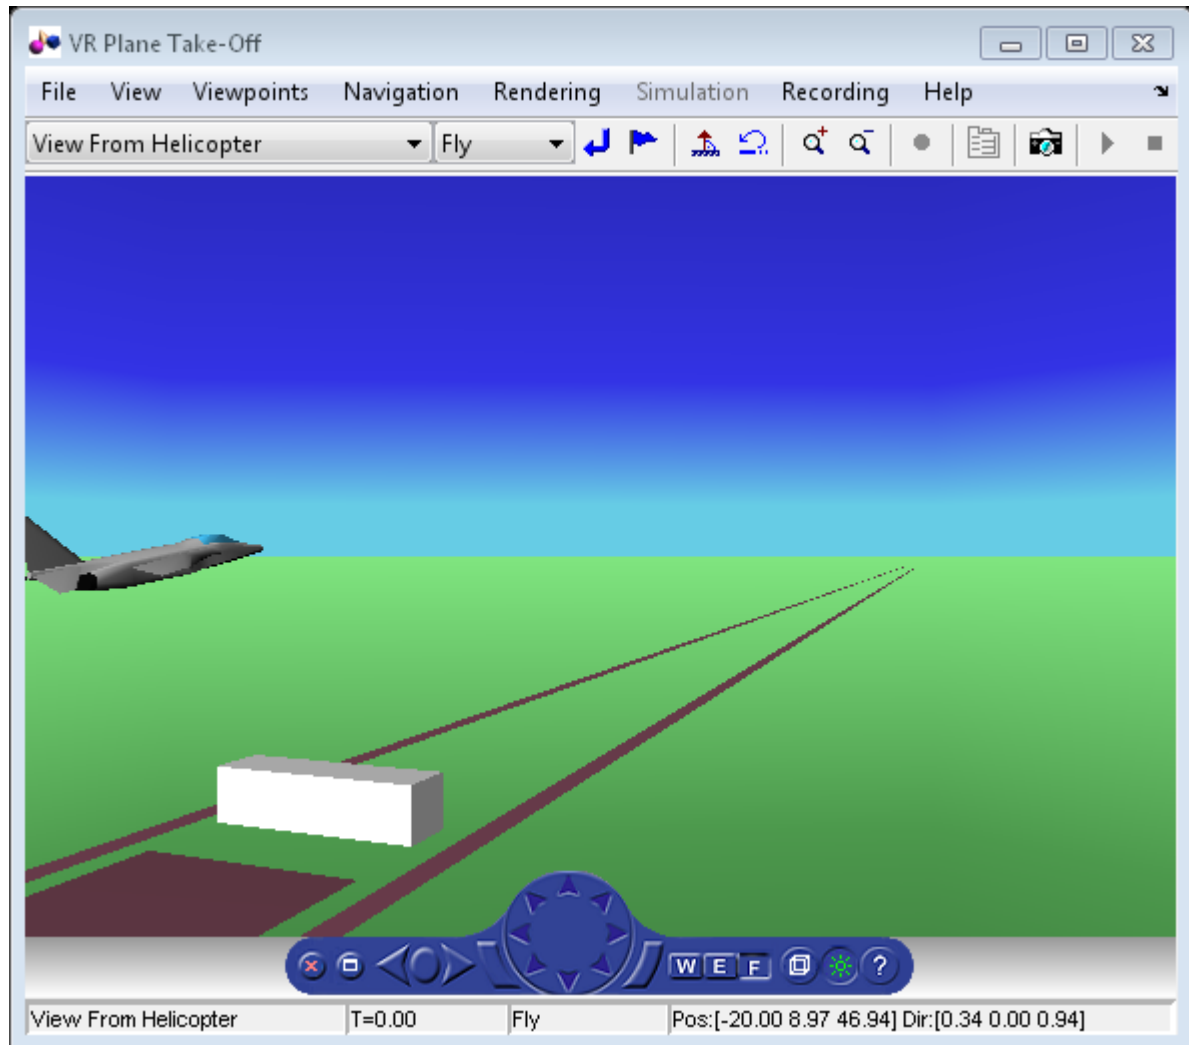 VR Plane Take-Off
File View Viewpoints Navigation Rendering Simulation Recording Help
View From Helicopter Fly
W E F ?
View From Helicopter T=0.00 Fly Pos:[-20.00 8.97 46.94] Dir:[0.34 0.00 0.94]